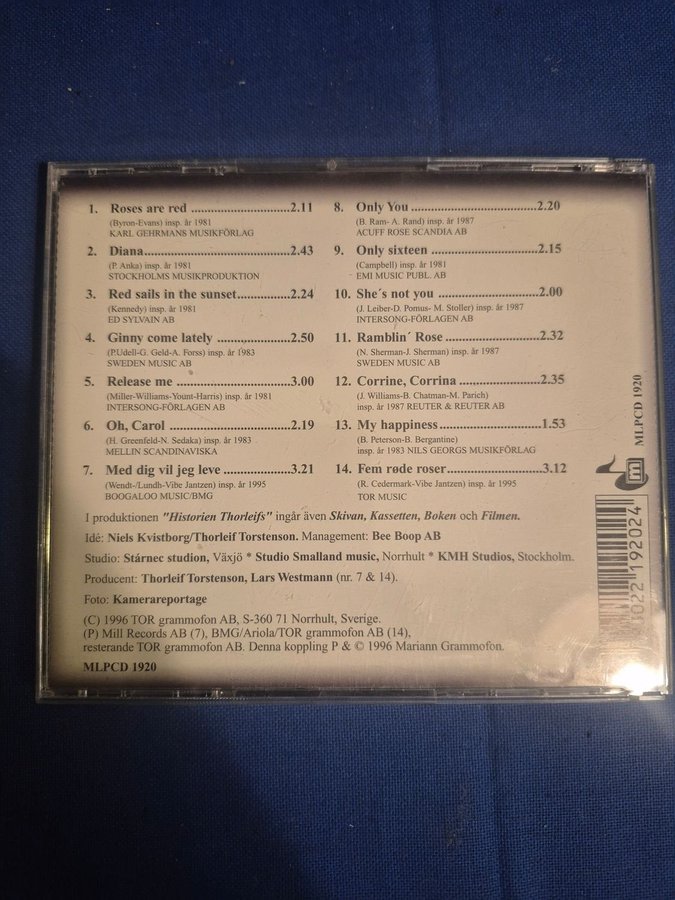 1. Roses are red ..............................2.11
(Byron-Evans) insp. år 1981
KARL GEHRMANS MUSIKFÖRLAG
2. Diana...........................................2.43
(P. Anka) insp. år 1981
STOCKHOLMS MUSIKPRODUKTION
3. Red sails in the sunset................2.24
(Kennedy) insp. år 1981
ED SYLVAIN AB
4. Ginny come lately ......................2.50
(P.Udell-G. Geld-A. Forss) insp. år 1983
SWEDEN MUSIC AB
5. Release me ..................................3.00
(Miller-Williams-Yount-Harris) insp. år 1981
INTERSONG-FÖRLAGEN AB
6. Oh, Carol ....................................2.19
(H. Greenfeld-N. Sedaka) insp. år 1983
MELLIN SCANDINAVISKA
7. Med dig vil jeg leve ....................3.21
(Wendt-/Lundh-Vibe Jantzen) insp. år 1995
BOOGALOO MUSIC/BMG
8. Only You ......................................2.20
(B. Ram- A. Rand) insp. år 1987
ACUFF ROSE SCANDIA AB
9. Only sixteen .................................2.15
(Campbell) insp. år 1981
EMI MUSIC PUBL. AB
10. She´s not you ................................2.00
(J. Leiber-D. Pomus- M. Stoller) insp. år 1987
INTERSONG-FÖRLAGEN AB
11. Ramblin´ Rose .............................2.32
(N. Sherman-J. Sherman) insp. år 1987
SWEDEN MUSIC AB
12. Corrine, Corrina ..........................2.35
(J. Williams-B. Chatman-M. Parich)
insp. år 1987 REUTER & REUTER AB
13. My happiness ...............................1.53
(B. Peterson-B. Bergantine)
insp. år 1983 NILS GEORGS MUSIKFÖRLAG
14. Fem røde roser.............................3.12
(R. Cedermark-Vibe Jantzen) insp. år 1995
TOR MUSIC
I produktionen "Historien Thorleifs" ingår även Skivan, Kassetten, Boken och Filmen.
Idé: Niels Kvistborg/Thorleif Torstenson. Management: Bee Boop AB
Studio: Stárnec studion, Växjö * Studio Smalland music, Norrhult * KMH Studios, Stockholm.
Producent: Thorleif Torstenson, Lars Westmann (nr. 7 & 14).
Foto: Kamerareportage
(C) 1996 TOR grammofon AB, S-360 71 Norrhult, Sverige.
(P) Mill Records AB (7), BMG/Ariola/TOR grammofon AB (14),
resterande TOR grammofon AB. Denna koppling P & © 1996 Mariann Grammofon.
MLPCD 1920
MLPCD 1920
m
022 192024